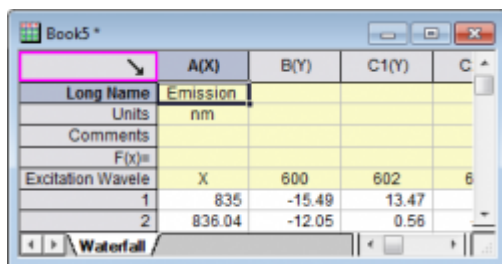 Book5 *
A(X) B(Y) C1(Y) C
Long Name Emission
Units nm
Comments
F(x)=
Excitation Wavele X 600 602 6
1 835 -15.49 13.47
2 836.04 -12.05 0.56
Waterfall